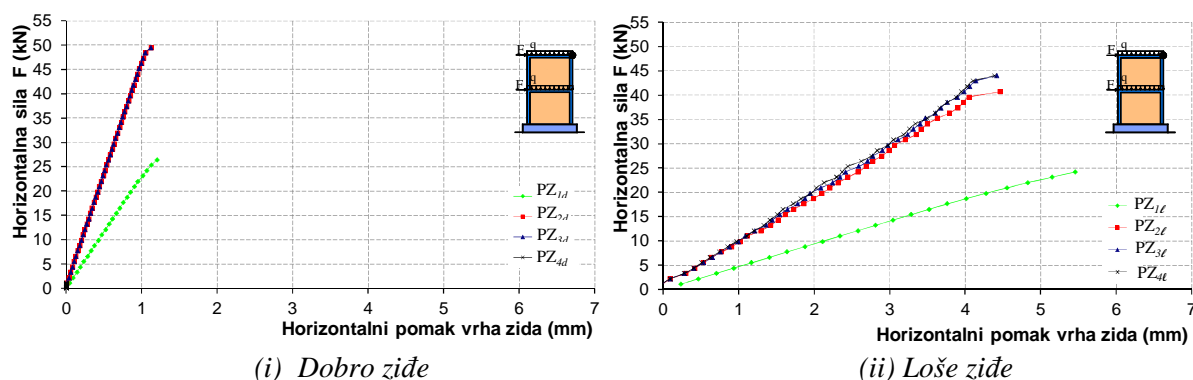 Horizontalna sila F (kN)
55
50
45
40
35
30
25
20
15
10
5
0
0 1 2 3 4 5 6 7
Horizontalni pomak vrha zida (mm)
F q
F q
PZ1d
PZ2d
PZ3d
PZ4d
(i) Dobro ziđe
Horizontalna sila F (kN)
55
50
45
40
35
30
25
20
15
10
5
0
0 1 2 3 4 5 6 7
Horizontalni pomak vrha zida (mm)
F q
F q
PZ1ℓ
PZ2ℓ
PZ3ℓ
PZ4ℓ
(ii) Loše ziđe